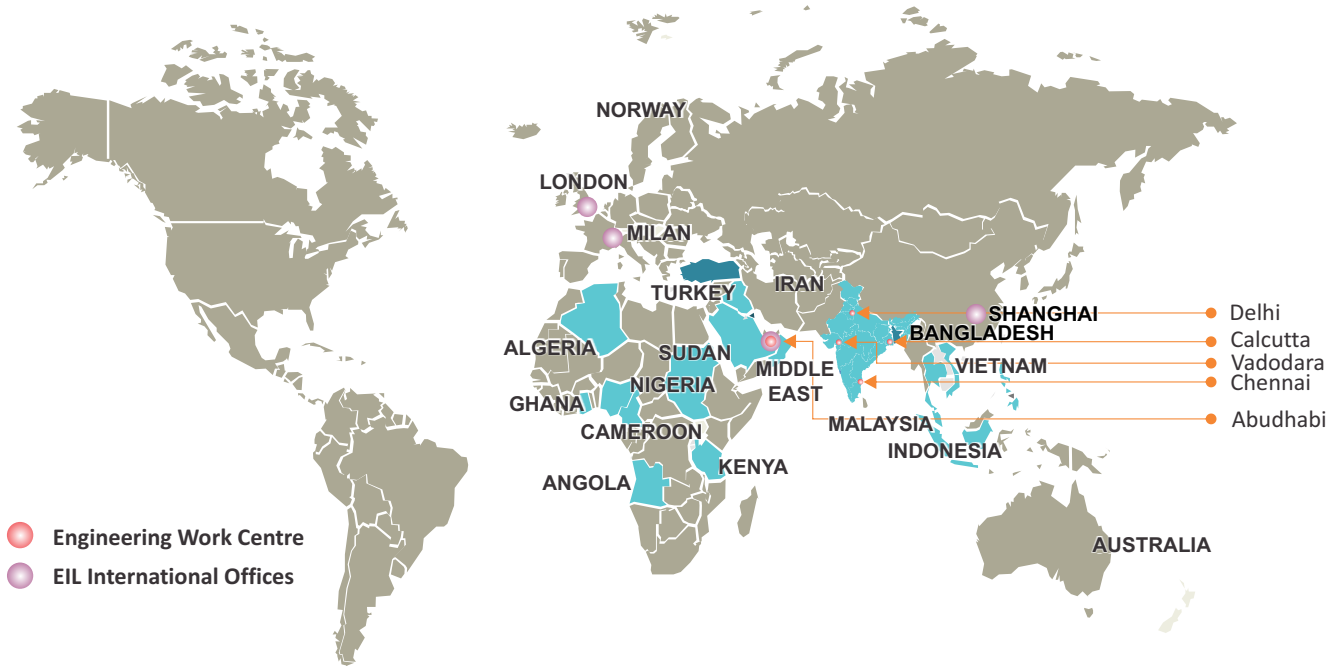 NORWAY
LONDON
MILAN
TURKEY
IRAN
SHANGHAI
Delhi
BANGLADESH
Calcutta
ALGERIA
SUDAN
MIDDLE
EAST
VIETNAM
Vadodara
NIGERIA
Chennai
GHANA
CAMEROON
MALAYSIA
Abudhabi
INDONESIA
KENYA
ANGOLA
Engineering Work Centre
AUSTRALIA
EIL International Offices